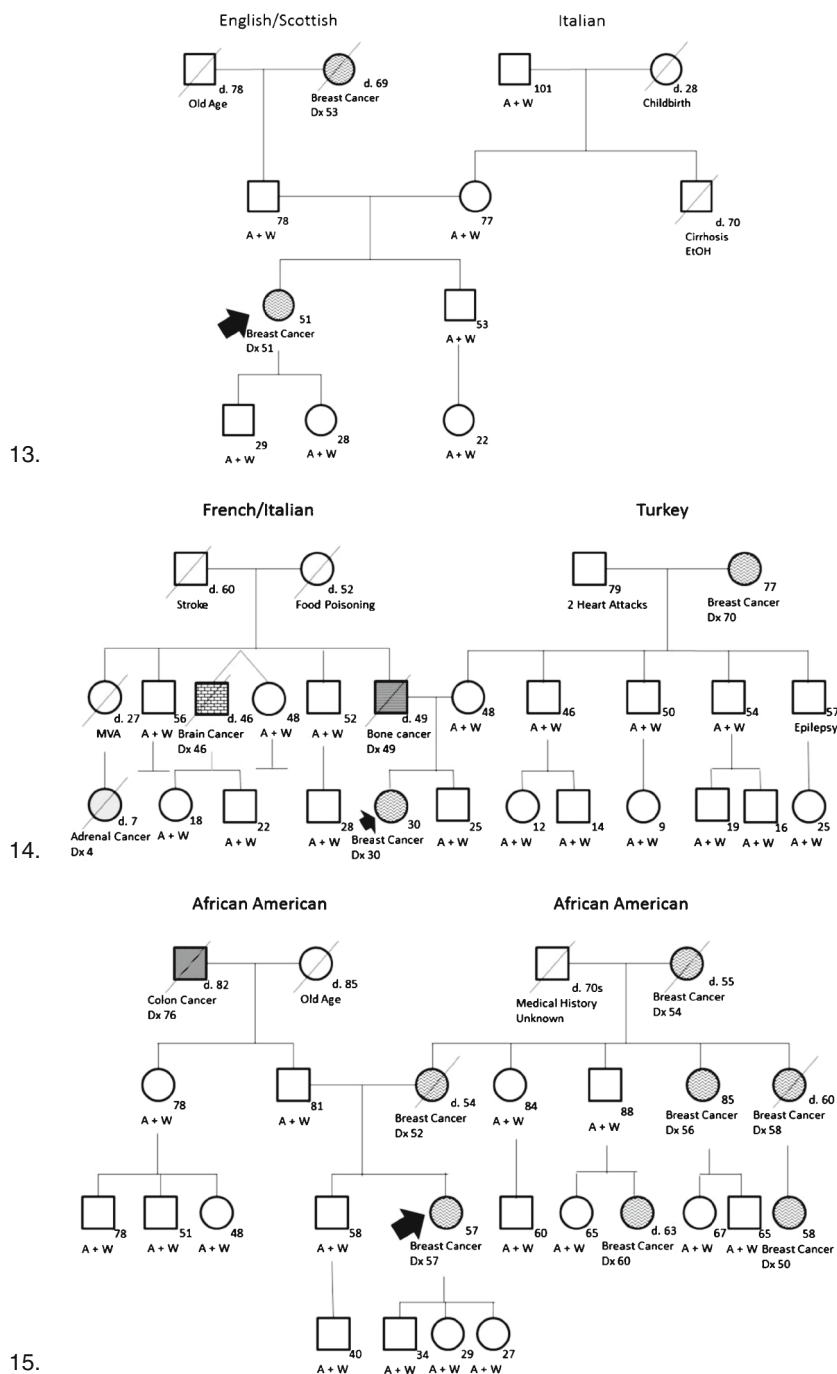 English/Scottish
Italian
d. 78
Old Age
d. 69
Breast Cancer
Dx 53
101
A + W
d. 28
Childbirth
78
A + W
77
A + W
d. 70
Cirrhosis
EtOH
51
Breast Cancer
Dx 51
53
A + W
29
A + W
28
A + W
22
A + W
13.
French/Italian
Turkey
d. 60
Stroke
d. 52
Food Poisoning
79
2 Heart Attacks
77
Breast Cancer
Dx 70
d. 27
MVA
56
A + W
d. 46
Brain Cancer
Dx 46
48
A + W
52
A + W
d. 49
Bone cancer
Dx 49
48
A + W
46
A + W
50
A + W
54
A + W
57
Epilepsy
d. 7
Adrenal Cancer
Dx 4
18
A + W
22
A + W
28
A + W
30
Breast Cancer
Dx 30
25
A + W
12
A + W
14
A + W
9
A + W
19
A + W
16
A + W
25
A + W
14.
African American
African American
d. 82
Colon Cancer
Dx 76
d. 85
Old Age
d. 70s
Medical History
Unknown
d. 55
Breast Cancer
Dx 54
78
A + W
81
A + W
d. 54
Breast Cancer
Dx 52
84
A + W
88
A + W
85
Breast Cancer
Dx 56
d. 60
Breast Cancer
Dx 58
78
A + W
51
A + W
48
A + W
58
A + W
57
Breast Cancer
Dx 57
60
A + W
65
A + W
d. 63
Breast Cancer
Dx 60
67
A + W
65
A + W
58
Breast Cancer
Dx 50
40
A + W
34
A + W
29
A + W
27
A + W
15.